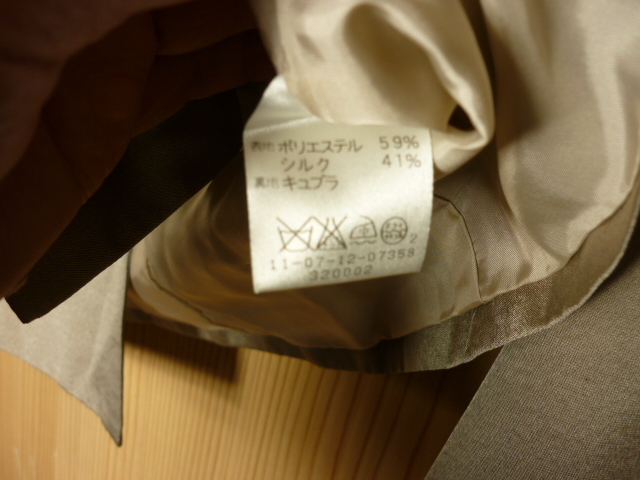 表地 ポリエステル 59%
シルク 41%
裏地 キュプラ
11-07-12-07358
320002